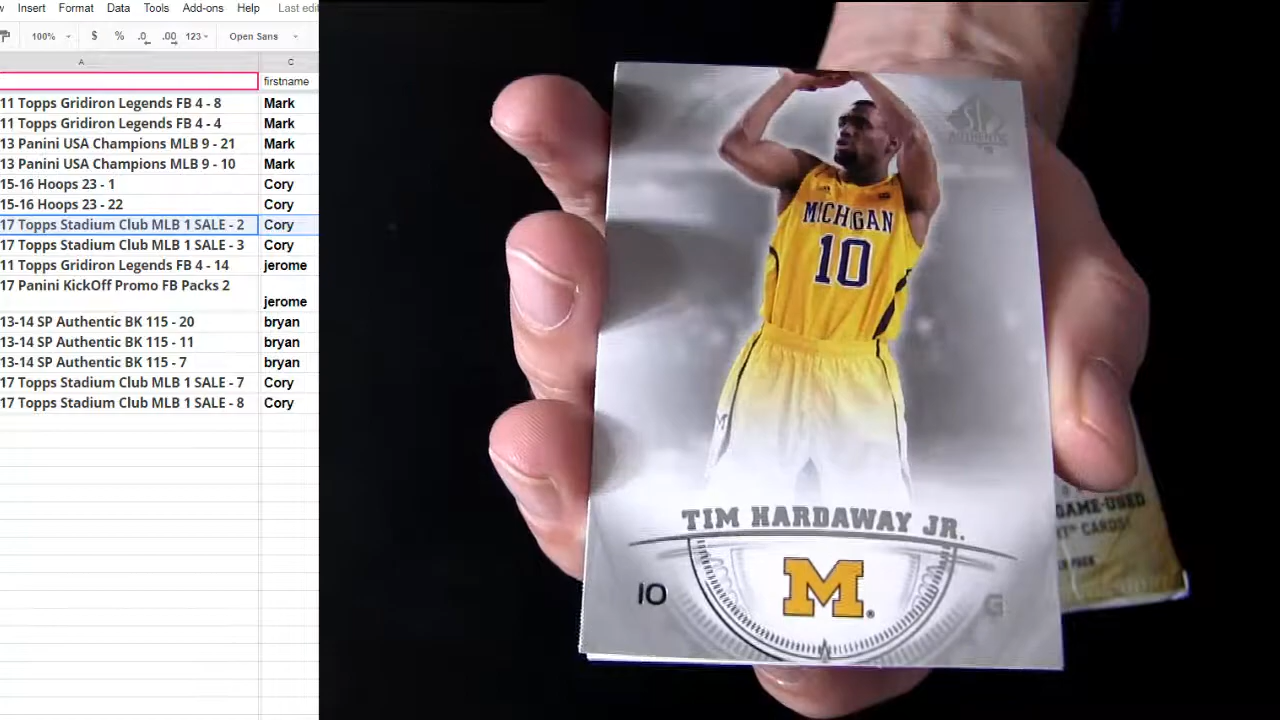 w Insert Format Data Tools Add-ons Help Last edit
100% $ % .0 .00 123 Open Sans
A C
firstname
11 Topps Gridiron Legends FB 4 - 8 Mark
11 Topps Gridiron Legends FB 4 - 4 Mark
13 Panini USA Champions MLB 9 - 21 Mark
13 Panini USA Champions MLB 9 - 10 Mark
15-16 Hoops 23 - 1 Cory
15-16 Hoops 23 - 22 Cory
17 Topps Stadium Club MLB 1 SALE - 2 Cory
17 Topps Stadium Club MLB 1 SALE - 3 Cory
11 Topps Gridiron Legends FB 4 - 14 jerome
17 Panini KickOff Promo FB Packs 2
jerome
13-14 SP Authentic BK 115 - 20 bryan
13-14 SP Authentic BK 115 - 11 bryan
13-14 SP Authentic BK 115 - 7 bryan
17 Topps Stadium Club MLB 1 SALE - 7 Cory
17 Topps Stadium Club MLB 1 SALE - 8 Cory
SP
AUTHENTIC
MICHIGAN
10
TIM HARDAWAY JR.
M
10 G
GAME-USED
CARDS!
PACK